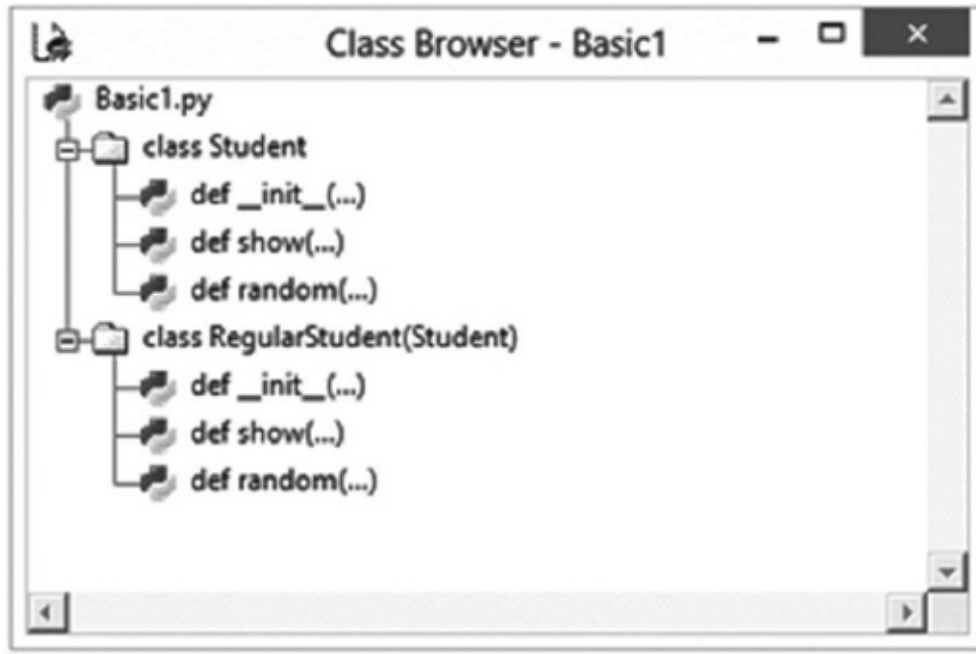 Class Browser - Basic1
Basic1.py
class Student
def __init__(...)
def show(...)
def random(...)
class RegularStudent(Student)
def __init__(...)
def show(...)
def random(...)